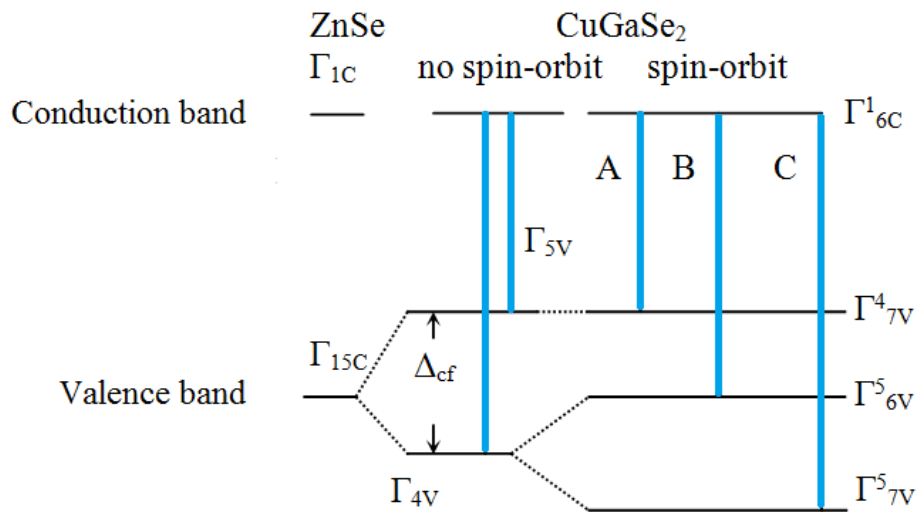 ZnSe CuGaSe₂
Γ₁C no spin-orbit spin-orbit
Conduction band Γ¹₆C
A B C
Γ₅V
Γ⁴₇V
Γ₁₅C Δcf
Valence band Γ⁵₆V
Γ₄V Γ⁵₇V